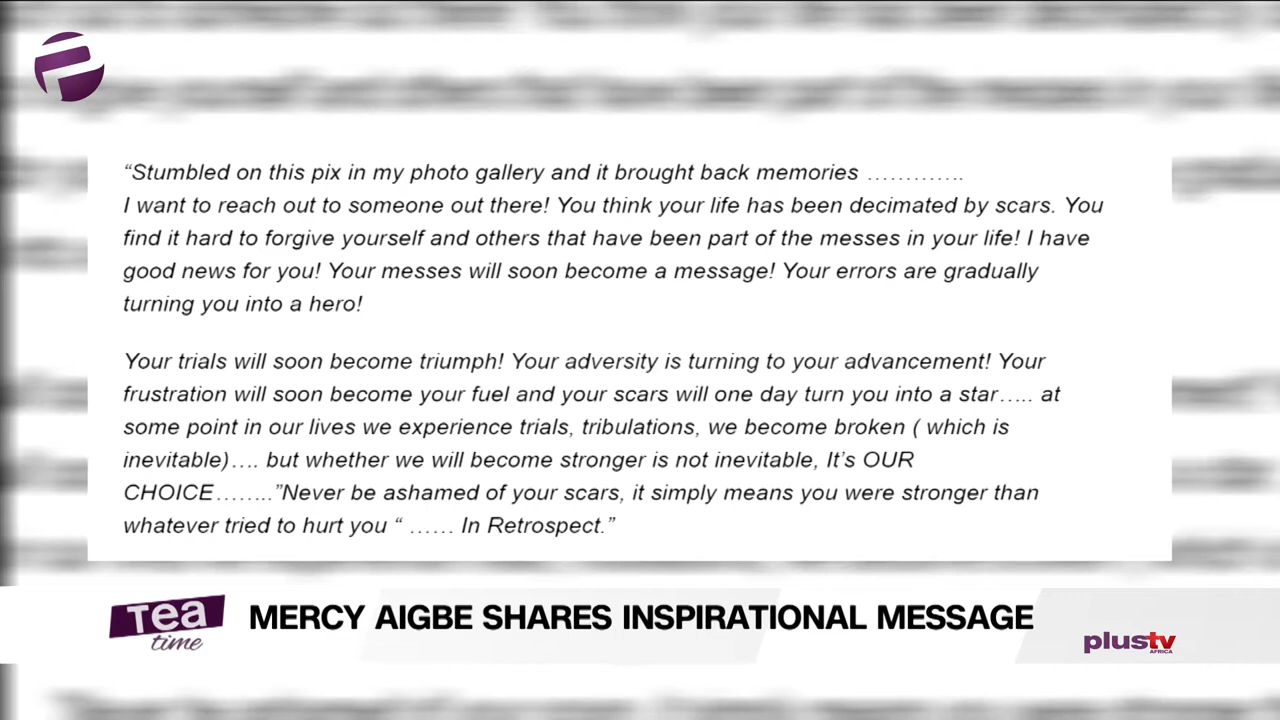 “Stumbled on this pix in my photo gallery and it brought back memories ………….
I want to reach out to someone out there! You think your life has been decimated by scars. You
find it hard to forgive yourself and others that have been part of the messes in your life! I have
good news for you! Your messes will soon become a message! Your errors are gradually
turning you into a hero!
Your trials will soon become triumph! Your adversity is turning to your advancement! Your
frustration will soon become your fuel and your scars will one day turn you into a star….. at
some point in our lives we experience trials, tribulations, we become broken ( which is
inevitable)…. but whether we will become stronger is not inevitable, It’s OUR
CHOICE……..”Never be ashamed of your scars, it simply means you were stronger than
whatever tried to hurt you “ …… In Retrospect.”
Tea
time
MERCY AIGBE SHARES INSPIRATIONAL MESSAGE
plustv
AFRICA